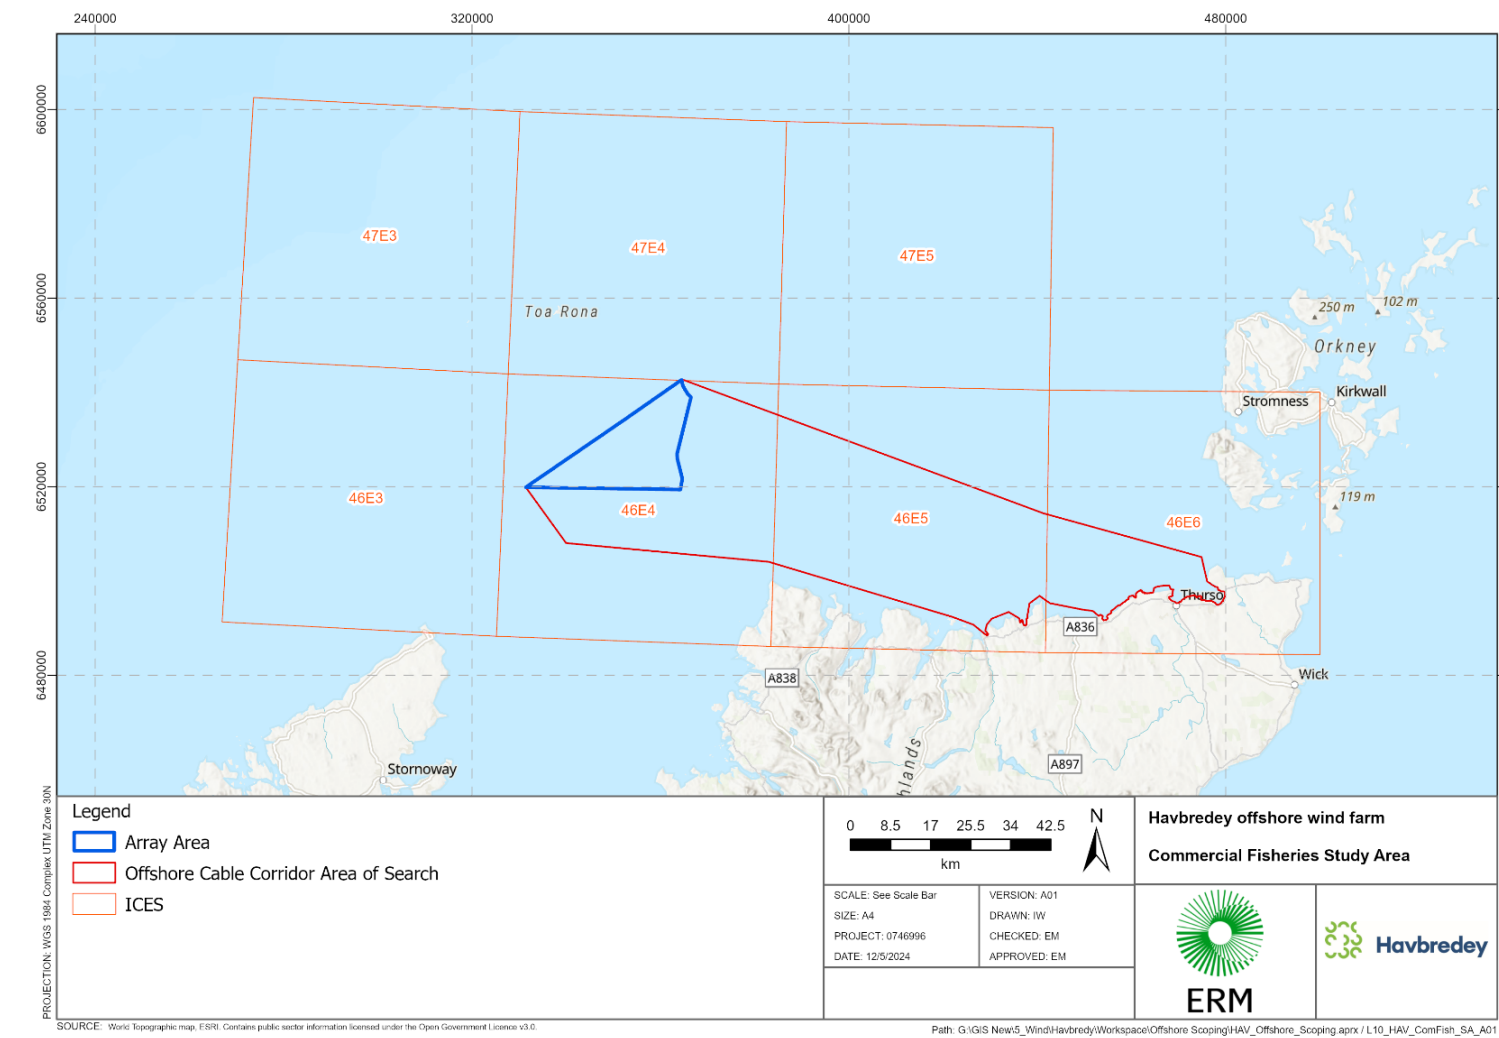 240000 320000 400000 480000
6600000
6560000
6520000
6480000
47E3
47E4
47E5
Toa Rona
250 m
102 m
Orkney
Kirkwall
Stromness
46E3
46E4
46E5
46E6
119 m
Thurso
A836
A838
Wick
hlands
A897
Stornoway
PROJECTION: WGS 1984 Complex UTM Zone 30N
Legend
Array Area
Offshore Cable Corridor Area of Search
ICES
0 8.5 17 25.5 34 42.5
km
N
SCALE: See Scale Bar
SIZE: A4
PROJECT: 0746996
DATE: 12/5/2024
VERSION: A01
DRAWN: IW
CHECKED: EM
APPROVED: EM
Havbredey offshore wind farm
Commercial Fisheries Study Area
ERM
Havbredey
SOURCE: World Topographic map, ESRI. Contains public sector information licensed under the Open Government Licence v3.0.
Path: G:\GIS New\5_Wind\Havbredy\Workspace\Offshore Scoping\HAV_Offshore_Scoping.aprx / L10_HAV_ComFish_SA_A01